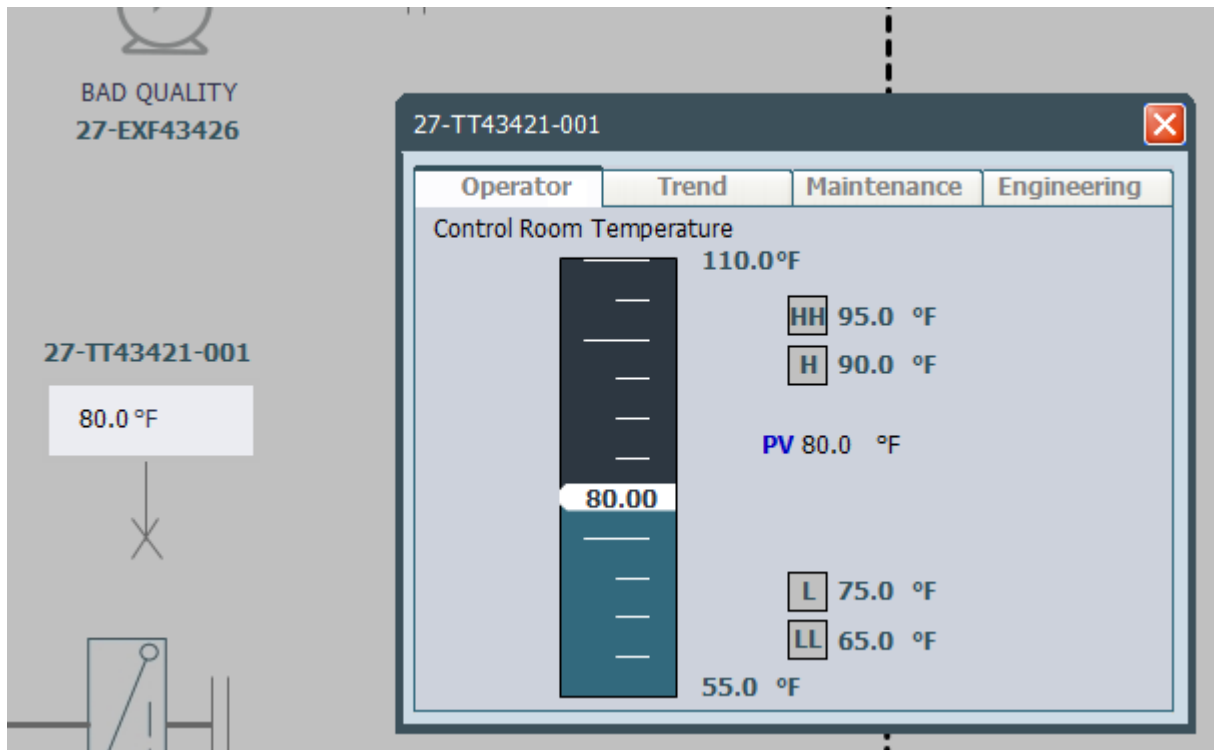 BAD QUALITY
27-EXF43426
27-TT43421-001
80.0 °F
27-TT43421-001
Operator Trend Maintenance Engineering
Control Room Temperature
110.0 °F
HH 95.0 °F
H 90.0 °F
PV 80.0 °F
80.00
L 75.0 °F
LL 65.0 °F
55.0 °F